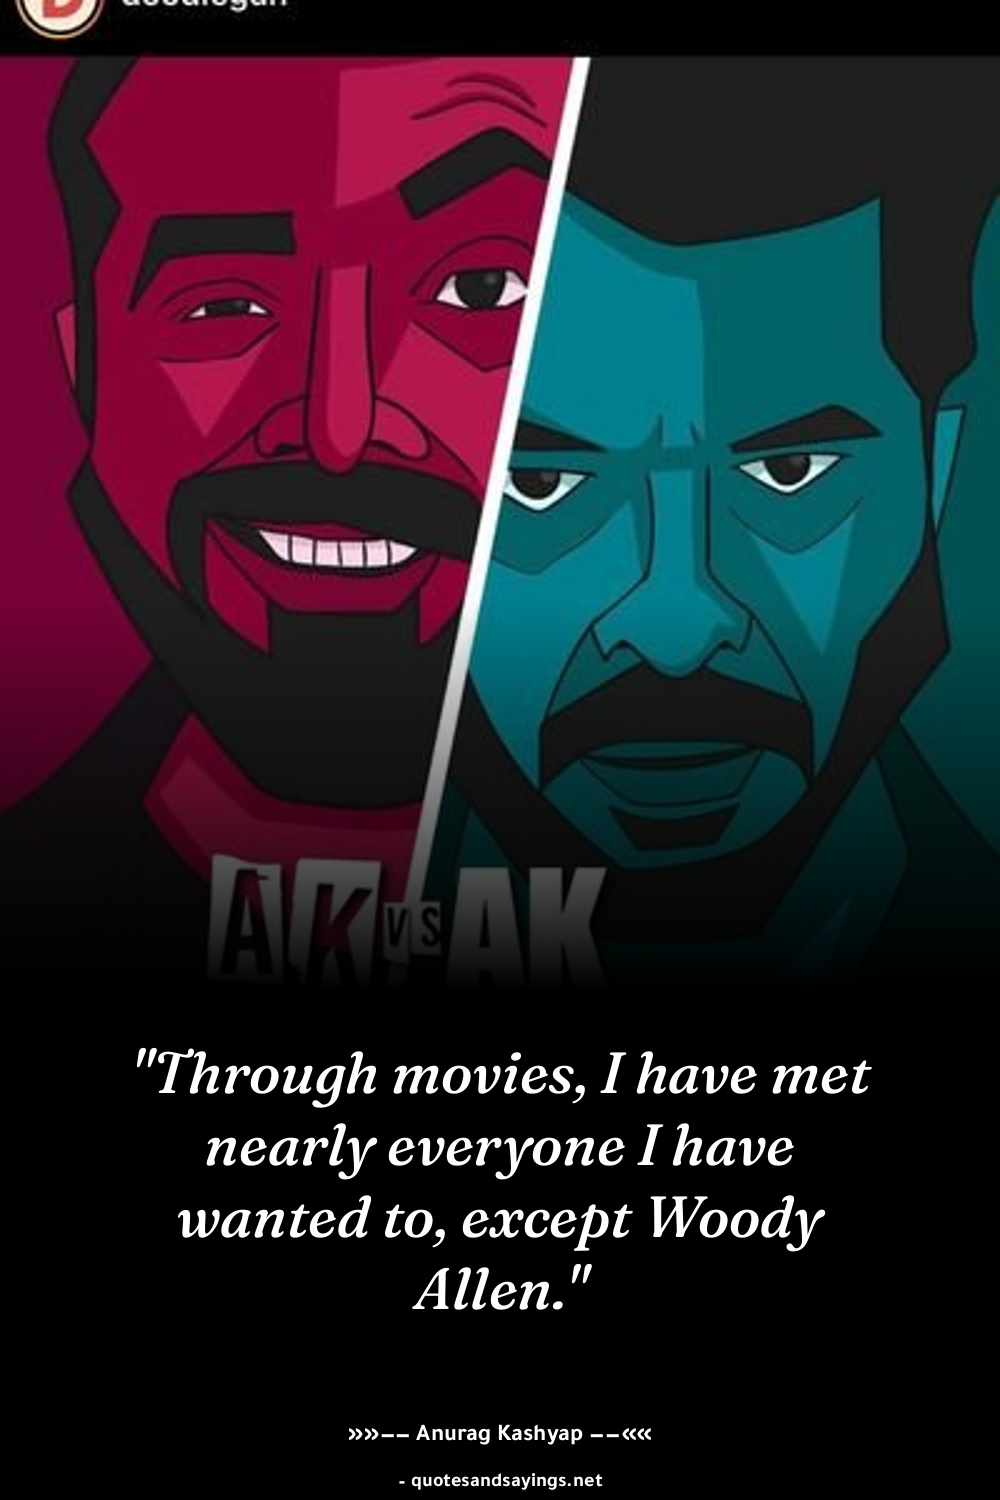 AK VS AK
"Through movies, I have met
nearly everyone I have
wanted to, except Woody
Allen."
»»–– Anurag Kashyap ––««
- quotesandsayings.net